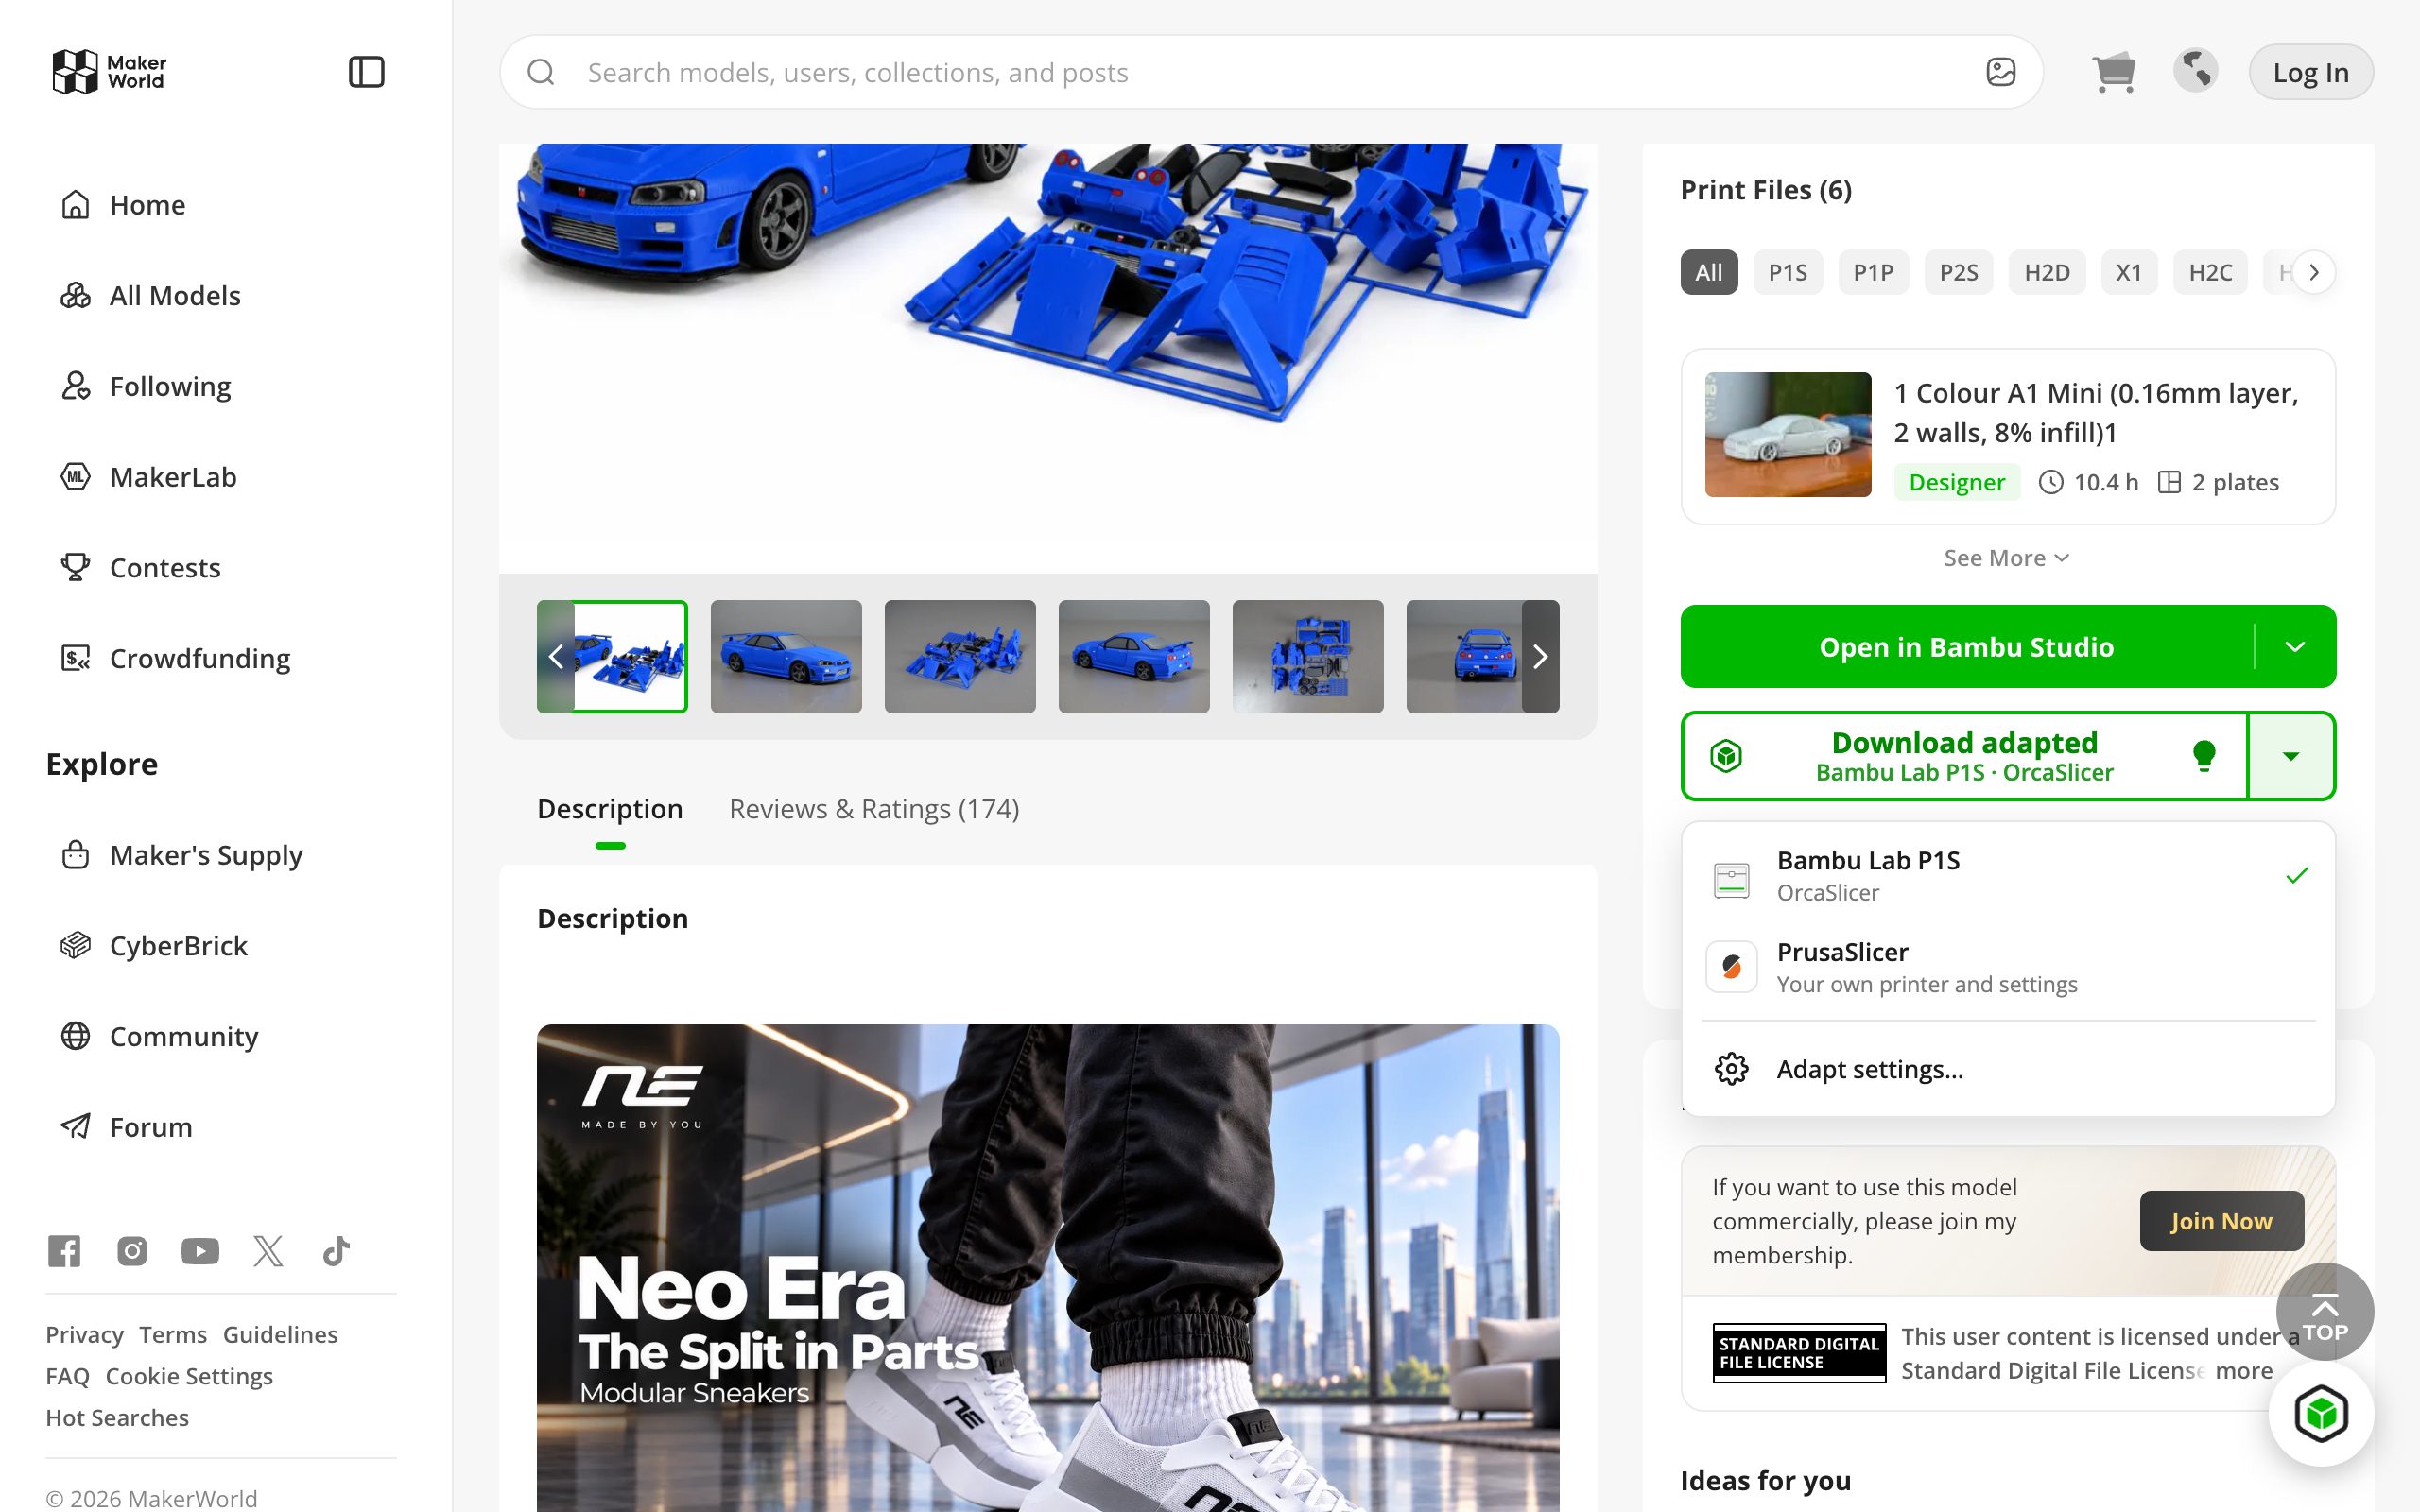 Maker
World
Search models, users, collections, and posts
Log In
Home
All Models
Following
ML
MakerLab
Contests
Crowdfunding
Explore
Maker's Supply
CyberBrick
Community
Forum
Privacy Terms Guidelines
FAQ Cookie Settings
Hot Searches
© 2026 MakerWorld
Description
Reviews & Ratings (174)
Description
NE
MADE BY YOU
Neo Era
The Split in Parts
Modular Sneakers
Print Files (6)
All
P1S
P1P
P2S
H2D
X1
H2C
1 Colour A1 Mini (0.16mm layer,
2 walls, 8% infill)1
Designer
10.4 h
2 plates
See More
Open in Bambu Studio
Download adapted
Bambu Lab P1S · OrcaSlicer
Bambu Lab P1S
OrcaSlicer
PrusaSlicer
Your own printer and settings
Adapt settings...
If you want to use this model
commercially, please join my
membership.
Join Now
TOP
STANDARD DIGITAL
FILE LICENSE
This user content is licensed under a
Standard Digital File License more
Ideas for you